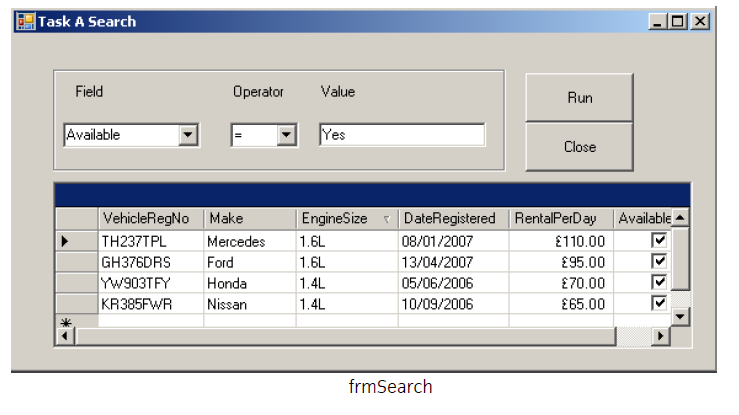 Task A Search
Field Operator Value
Run
Available = Yes
Close
VehicleRegNo Make EngineSize DateRegistered RentalPerDay Available
TH237TPL Mercedes 1.6L 08/01/2007 £110.00
GH376DRS Ford 1.6L 13/04/2007 £95.00
YW903TFY Honda 1.4L 05/06/2006 £70.00
KR385FWR Nissan 1.4L 10/09/2006 £65.00
frmSearch